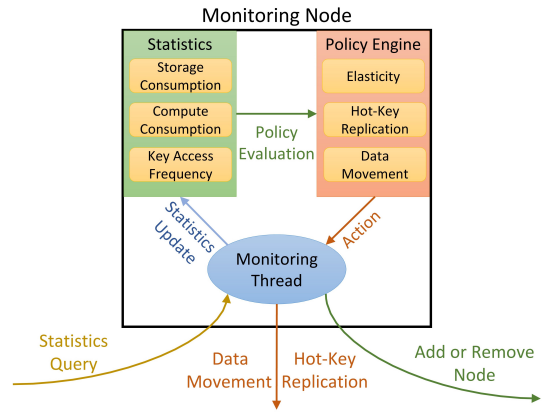 Monitoring Node
Statistics
Storage
Consumption
Compute
Consumption
Key Access
Frequency
Policy Engine
Elasticity
Hot-Key
Replication
Data
Movement
Policy
Evaluation
Statistics
Update
Action
Monitoring
Thread
Statistics
Query
Data
Movement
Hot-Key
Replication
Add or Remove
Node